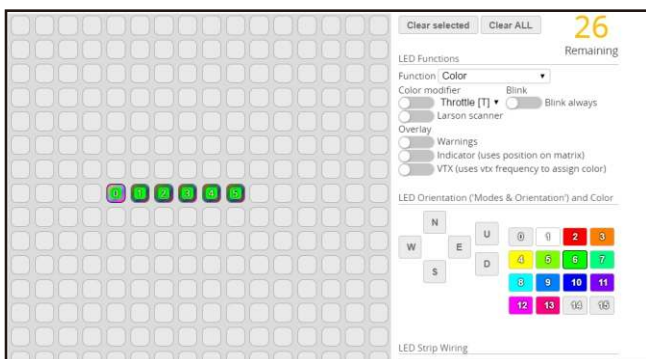 Clear selected Clear ALL 26
Remaining
LED Functions
Function Color
Color modifier Blink
Throttle [T] Blink always
Larson scanner
Overlay
Warnings
Indicator (uses position on matrix)
VTX (uses vtx frequency to assign color)
0 1 2 3 4 5
LED Orientation ('Modes & Orientation') and Color
N
W E
S
U
D
0 1 2 3
4 5 6 7
8 9 10 11
12 13 14 15
LED Strip Wiring